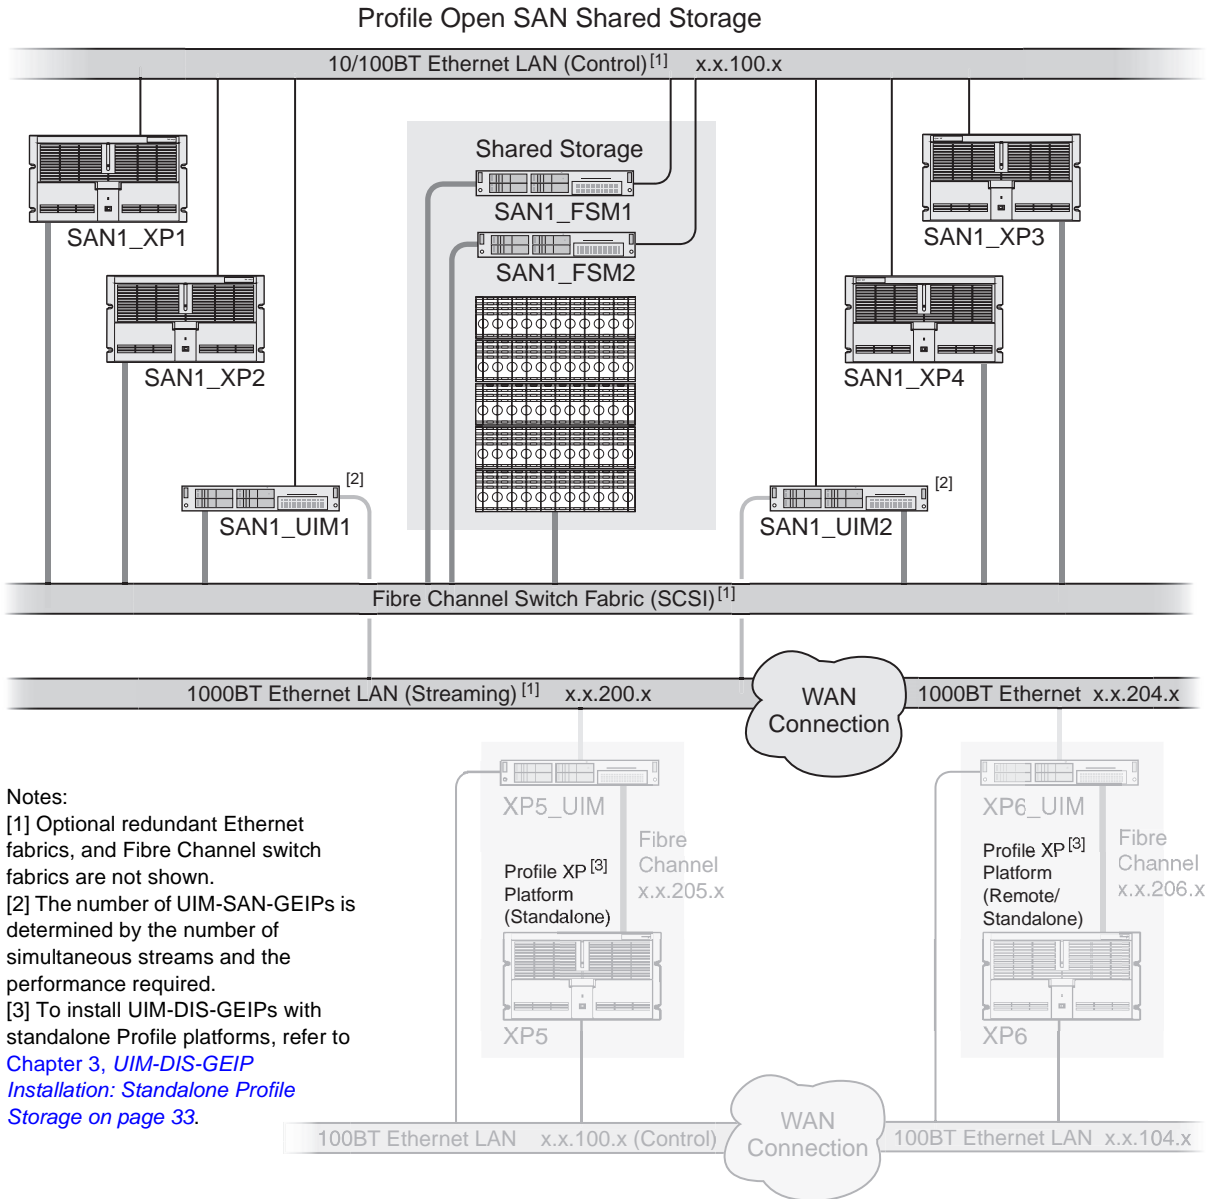 Profile Open SAN Shared Storage
10/100BT Ethernet LAN (Control) [1] x.x.100.x
Shared Storage
SAN1_FSM1
SAN1_FSM2
SAN1_XP1
SAN1_XP2
SAN1_XP3
SAN1_XP4
[2]
SAN1_UIM1
[2]
SAN1_UIM2
Fibre Channel Switch Fabric (SCSI) [1]
1000BT Ethernet LAN (Streaming) [1] x.x.200.x
WAN
Connection
1000BT Ethernet x.x.204.x
XP5_UIM
Fibre
Channel
x.x.205.x
Profile XP [3]
Platform
(Standalone)
XP5
XP6_UIM
Fibre
Channel
x.x.206.x
Profile XP [3]
Platform
(Remote/
Standalone)
XP6
Notes:
[1] Optional redundant Ethernet
fabrics, and Fibre Channel switch
fabrics are not shown.
[2] The number of UIM-SAN-GEIPs is
determined by the number of
simultaneous streams and the
performance required.
[3] To install UIM-DIS-GEIPs with
standalone Profile platforms, refer to
Chapter 3, UIM-DIS-GEIP
Installation: Standalone Profile
Storage on page 33.
100BT Ethernet LAN x.x.100.x (Control)
WAN
Connection
100BT Ethernet LAN x.x.104.x